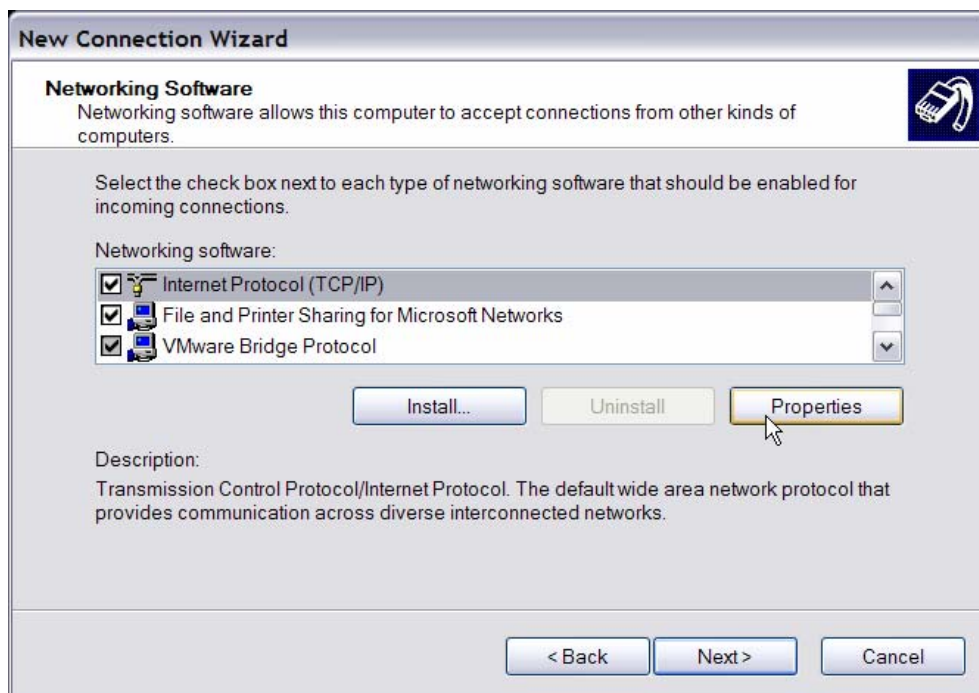 New Connection Wizard
Networking Software
Networking software allows this computer to accept connections from other kinds of
computers.
Select the check box next to each type of networking software that should be enabled for
incoming connections.
Networking software:
Internet Protocol (TCP/IP)
File and Printer Sharing for Microsoft Networks
VMware Bridge Protocol
Install...
Uninstall
Properties
Description:
Transmission Control Protocol/Internet Protocol. The default wide area network protocol that
provides communication across diverse interconnected networks.
< Back
Next >
Cancel